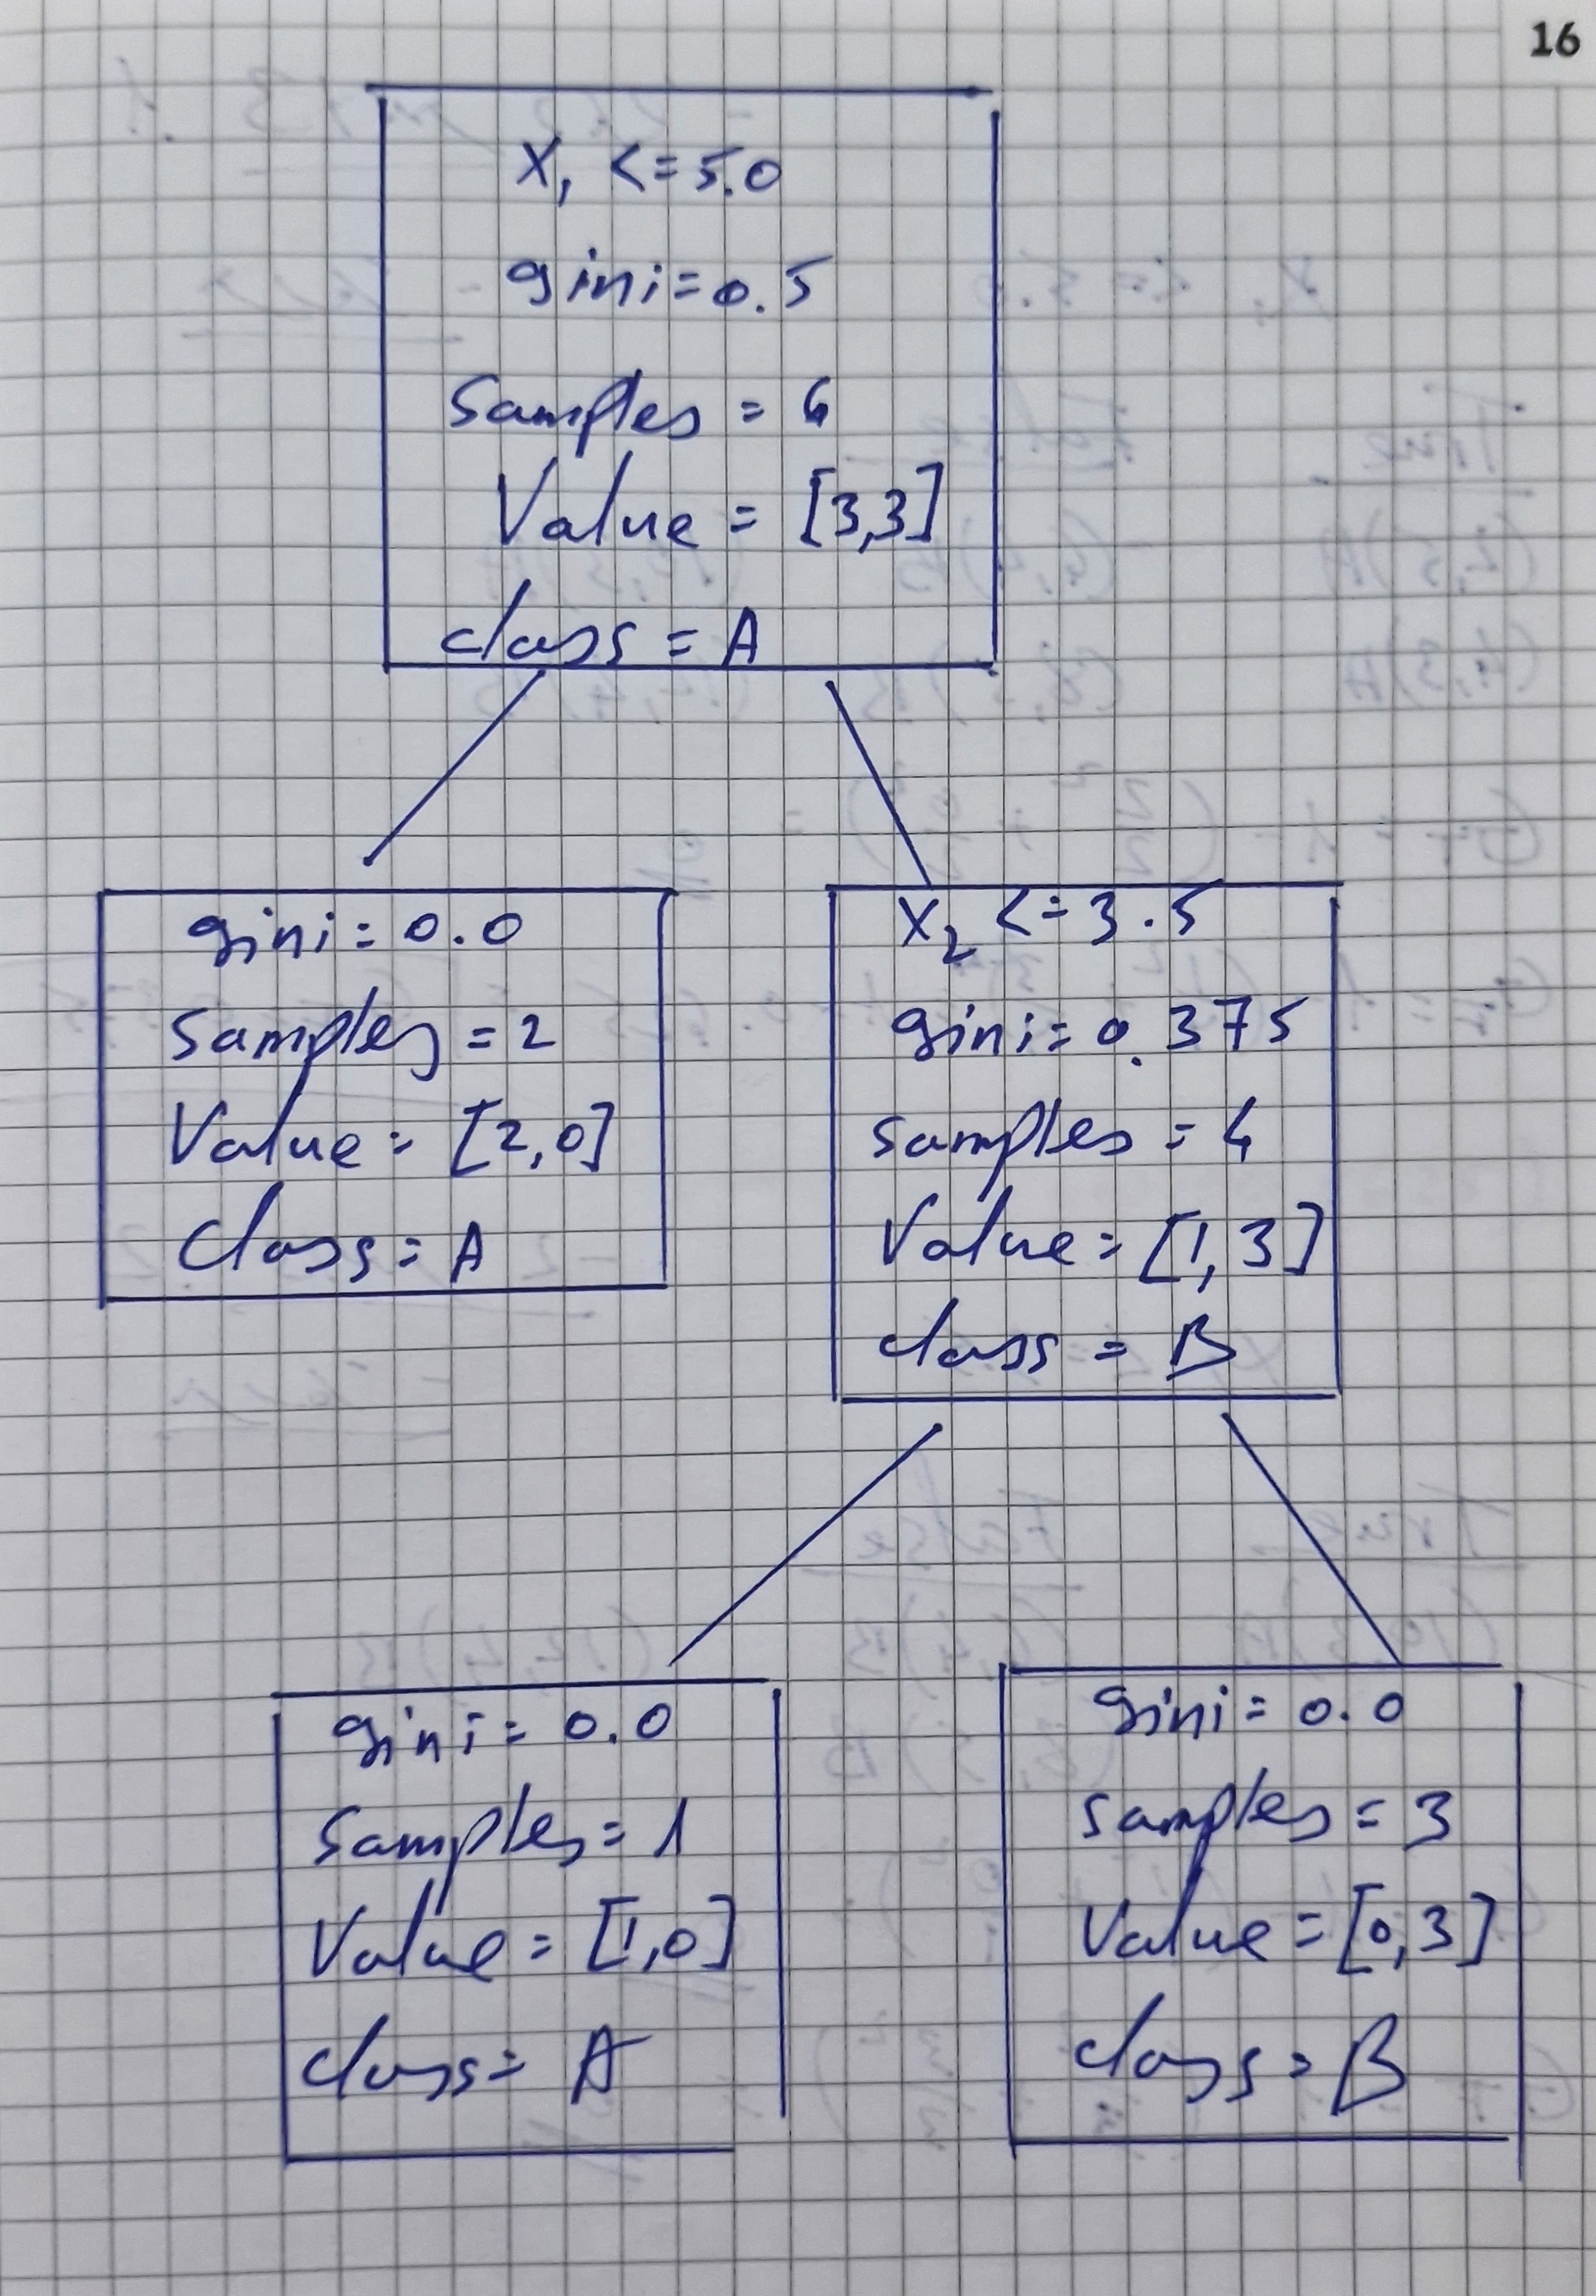 16
X₁ <= 5.0
gini = 0.5
Samples = 6
Value = [3,3]
class = A
gini = 0.0
Samples = 2
Value = [2,0]
Class = A
X₂ <= 3.5
gini = 0.375
samples = 4
Value = [1,3]
class = B
gini = 0.0
Samples = 1
Value = [1,0]
class = A
gini = 0.0
samples = 3
Value = [0,3]
class = B